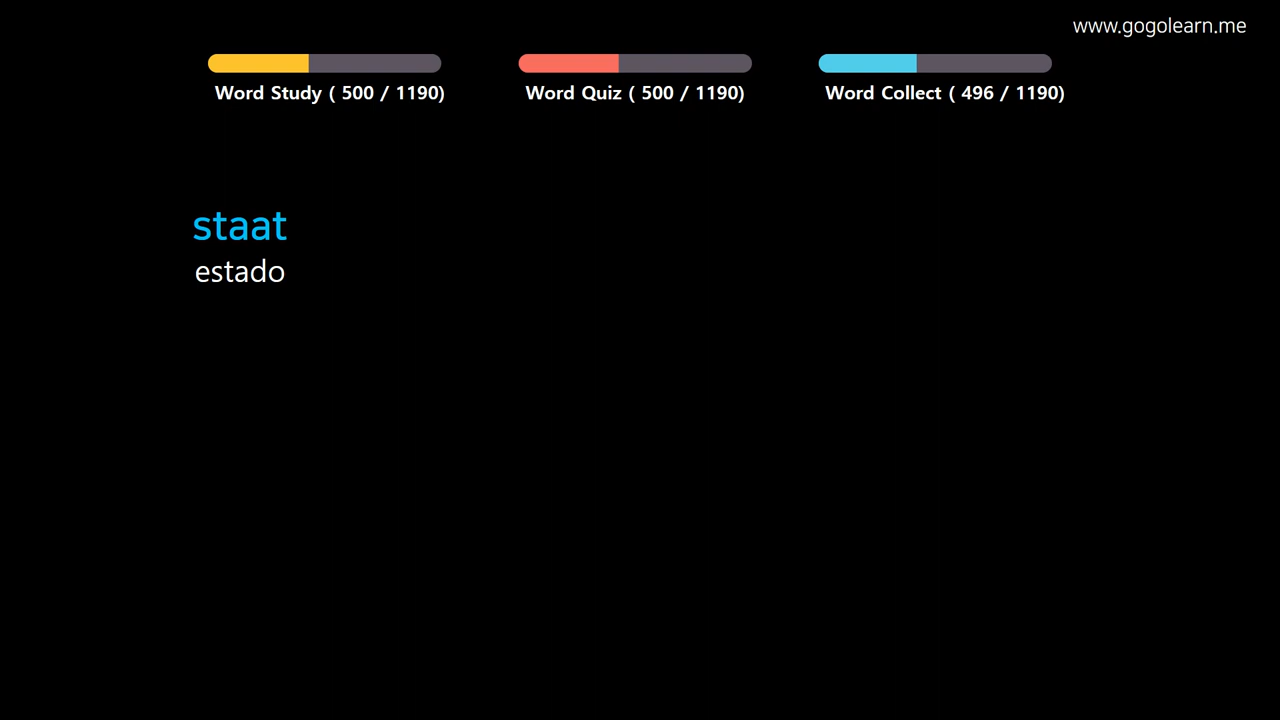 www.gogolearn.me
Word Study ( 500 / 1190)
Word Quiz ( 500 / 1190)
Word Collect ( 496 / 1190)
staat
estado